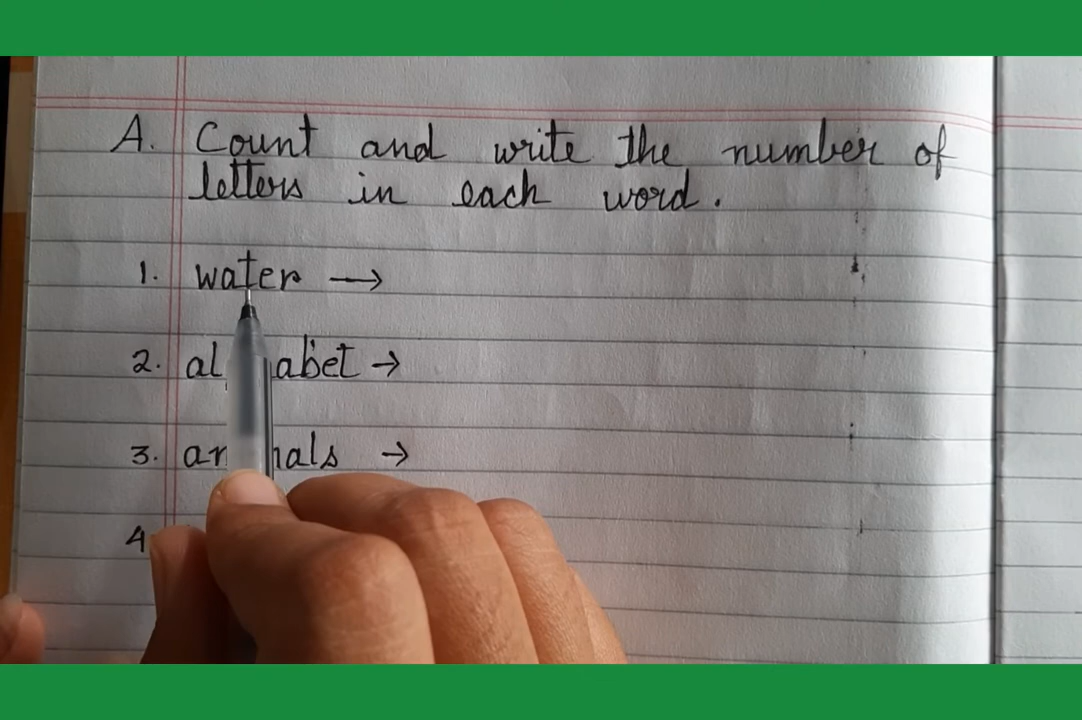 A. Count and write the number of
letters in each word.
1. water →
2. →
3. →
4